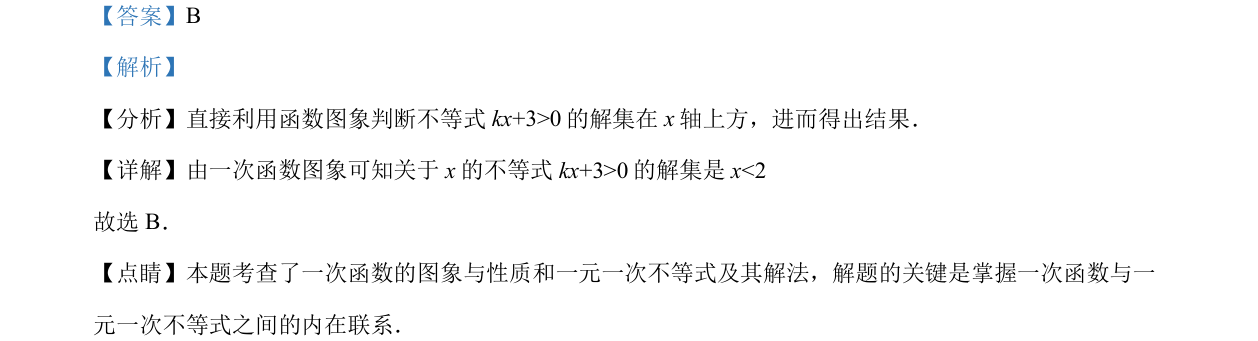 【答案】B
【解析】
【分析】直接利用函数图象判断不等式 kx+3>0 的解集在 x 轴上方，进而得出结果．
【详解】由一次函数图象可知关于 x 的不等式 kx+3>0 的解集是 x<2
故选 B．
【点睛】本题考查了一次函数的图象与性质和一元一次不等式及其解法，解题的关键是掌握一次函数与一
元一次不等式之间的内在联系．